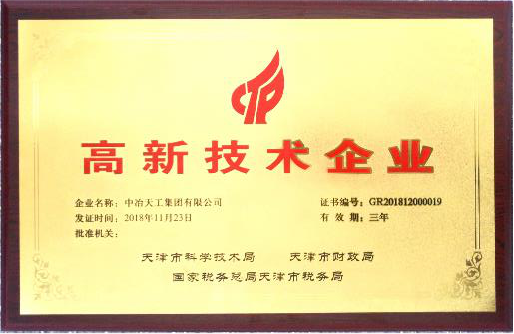 CTP
高新技术企业
企业名称：中冶天工集团有限公司
证书编号：GR201812000019
发证时间：2018年11月23日
有 效 期：三年
批准机关：
天津市科学技术局 天津市财政局
国家税务总局天津市税务局